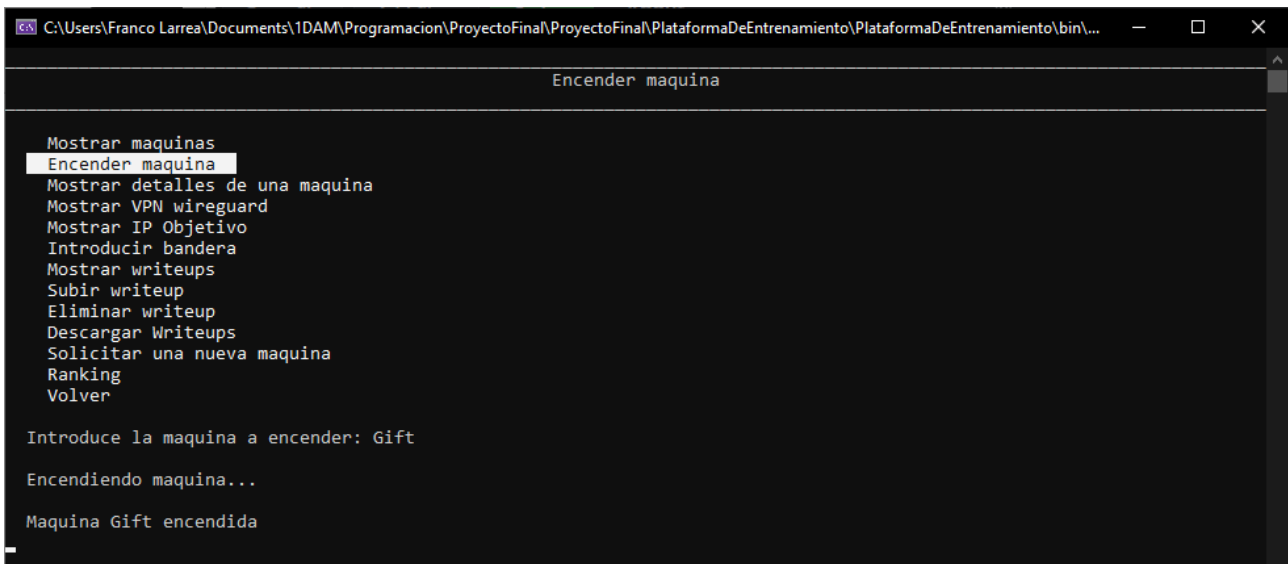 C:\Users\Franco Larrea\Documents\1DAM\Programacion\ProyectoFinal\ProyectoFinal\PlataformaDeEntrenamiento\PlataformaDeEntrenamiento\bin\...
Encender maquina
Mostrar maquinas
Encender maquina
Mostrar detalles de una maquina
Mostrar VPN wireguard
Mostrar IP Objetivo
Introducir bandera
Mostrar writeups
Subir writeup
Eliminar writeup
Descargar Writeups
Solicitar una nueva maquina
Ranking
Volver
Introduce la maquina a encender: Gift
Encendiendo maquina...
Maquina Gift encendida